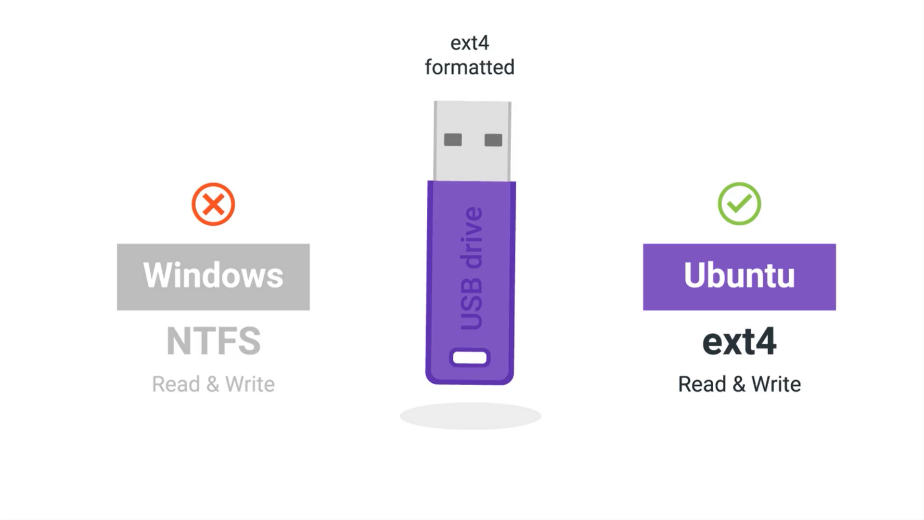 ext4
formatted
USB drive
Windows
NTFS
Read & Write
Ubuntu
ext4
Read & Write